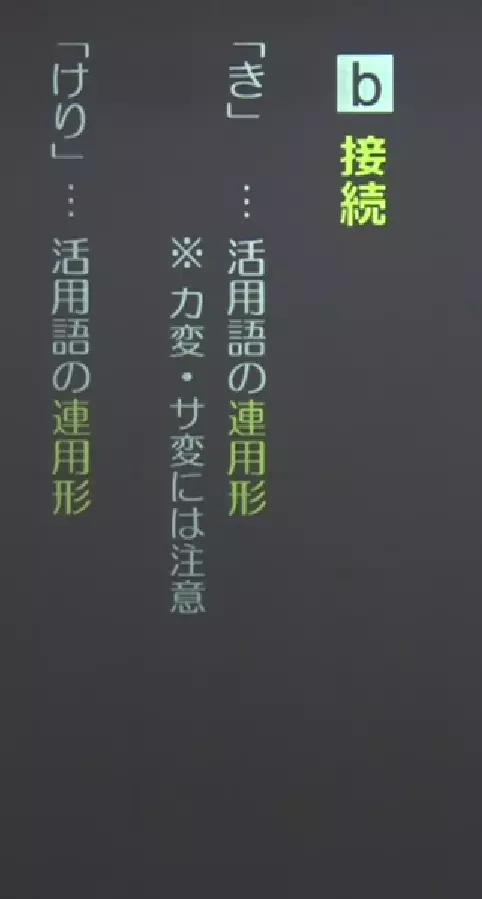 b 接続
「き」 … 活用語の連用形
※ カ変・サ変には注意
「けり」 … 活用語の連用形